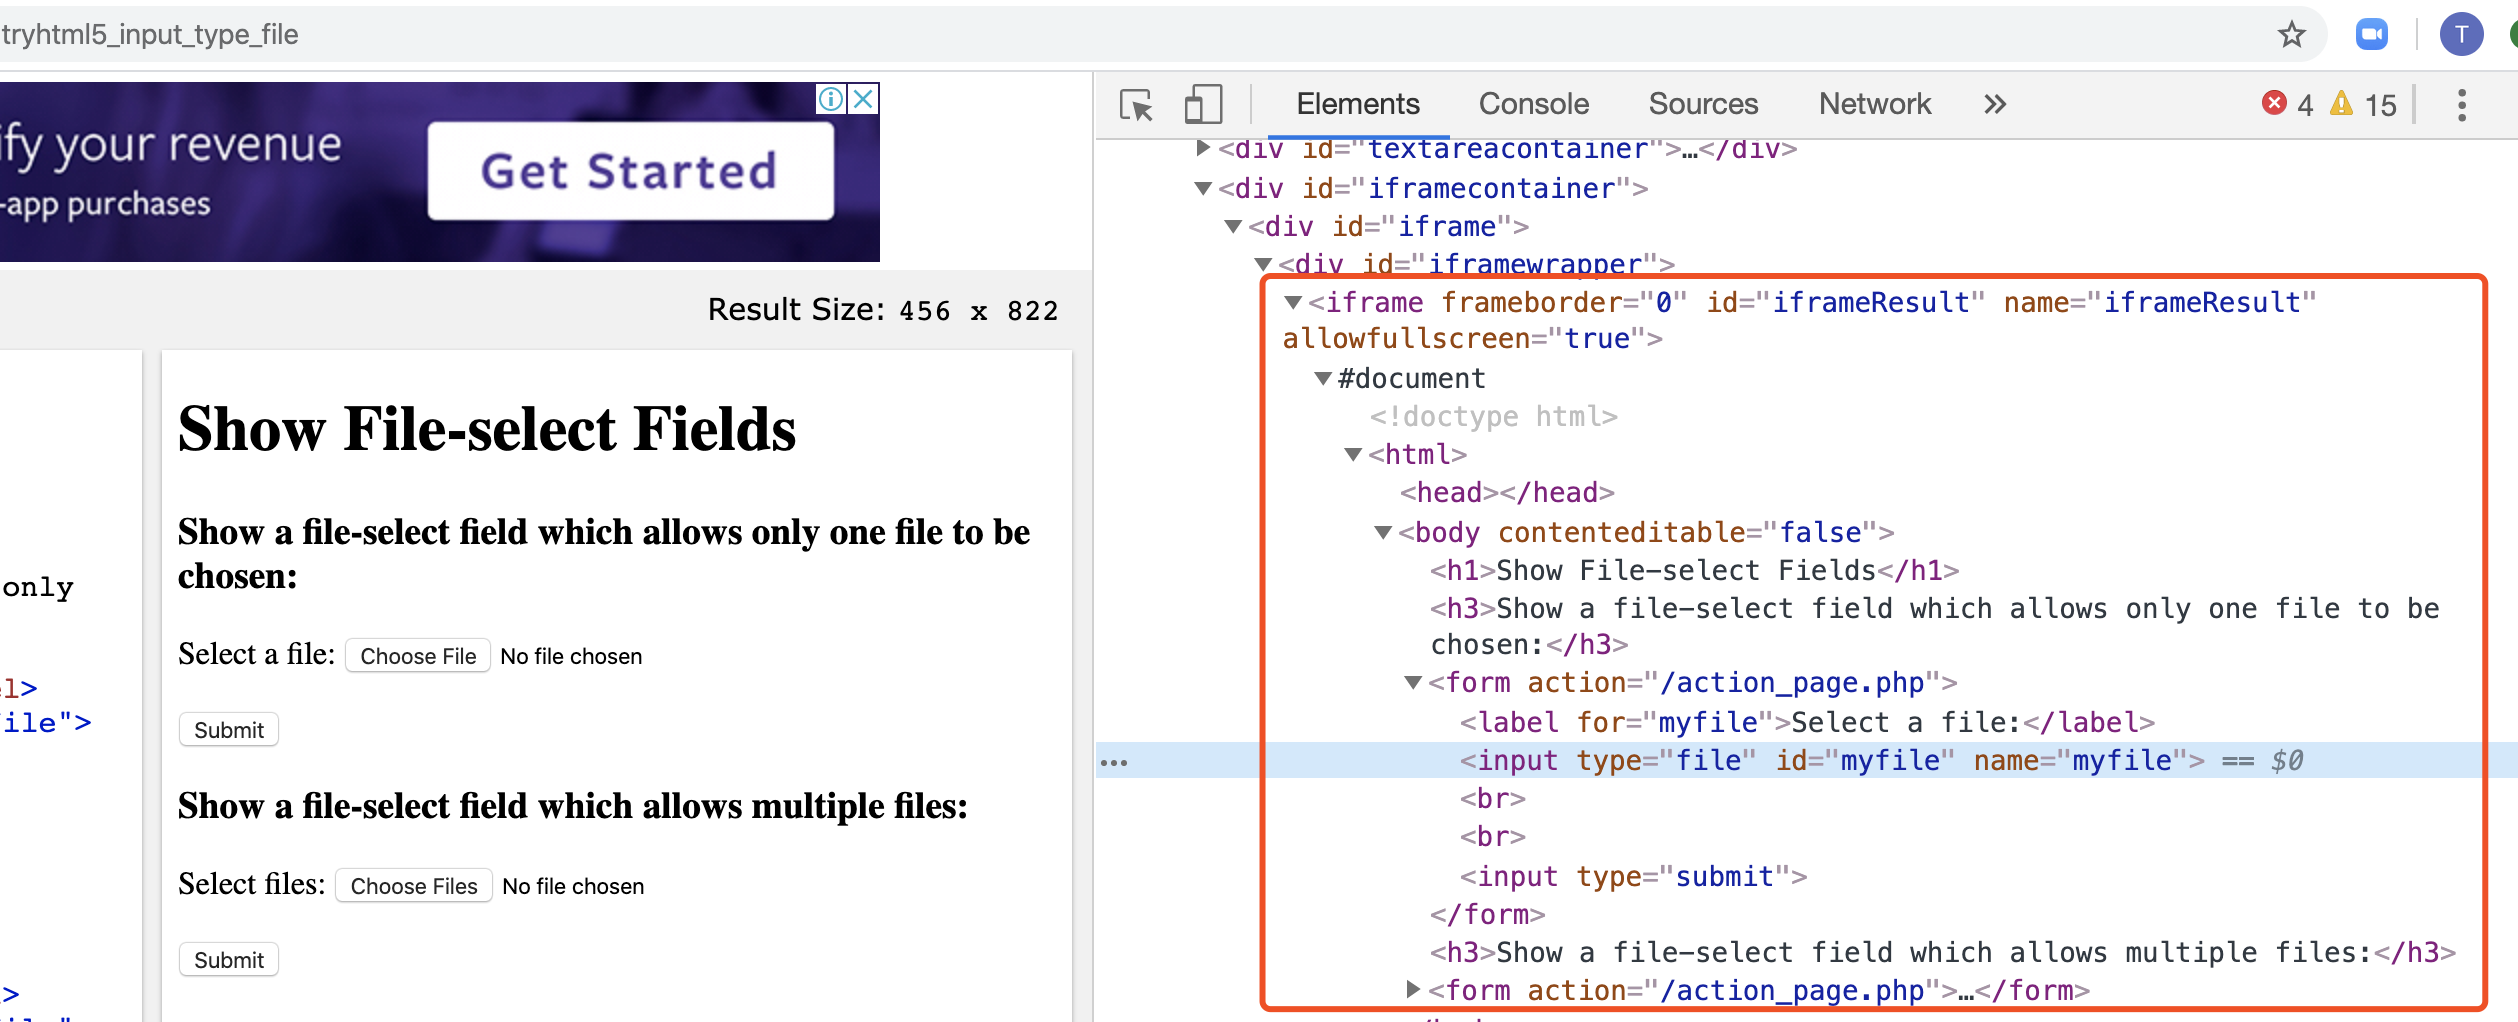 tryhtml5_input_type_file
T
ify your revenue
-app purchases
Get Started
Result Size: 456 x 822
only
el>
file">
>
Show File-select Fields
Show a file-select field which allows only one file to be
chosen:
Select a file: Choose File No file chosen
Submit
Show a file-select field which allows multiple files:
Select files: Choose Files No file chosen
Submit
Elements Console Sources Network » 4 15
<div id="textareacontainer">…</div>
<div id="iframecontainer">
<div id="iframe">
<div id="iframewrapper">
<iframe frameborder="0" id="iframeResult" name="iframeResult"
allowfullscreen="true">
#document
<!doctype html>
<html>
<head></head>
<body contenteditable="false">
<h1>Show File-select Fields</h1>
<h3>Show a file-select field which allows only one file to be
chosen:</h3>
<form action="/action_page.php">
<label for="myfile">Select a file:</label>
… <input type="file" id="myfile" name="myfile"> == $0
<br>
<br>
<input type="submit">
</form>
<h3>Show a file-select field which allows multiple files:</h3>
<form action="/action_page.php">…</form>